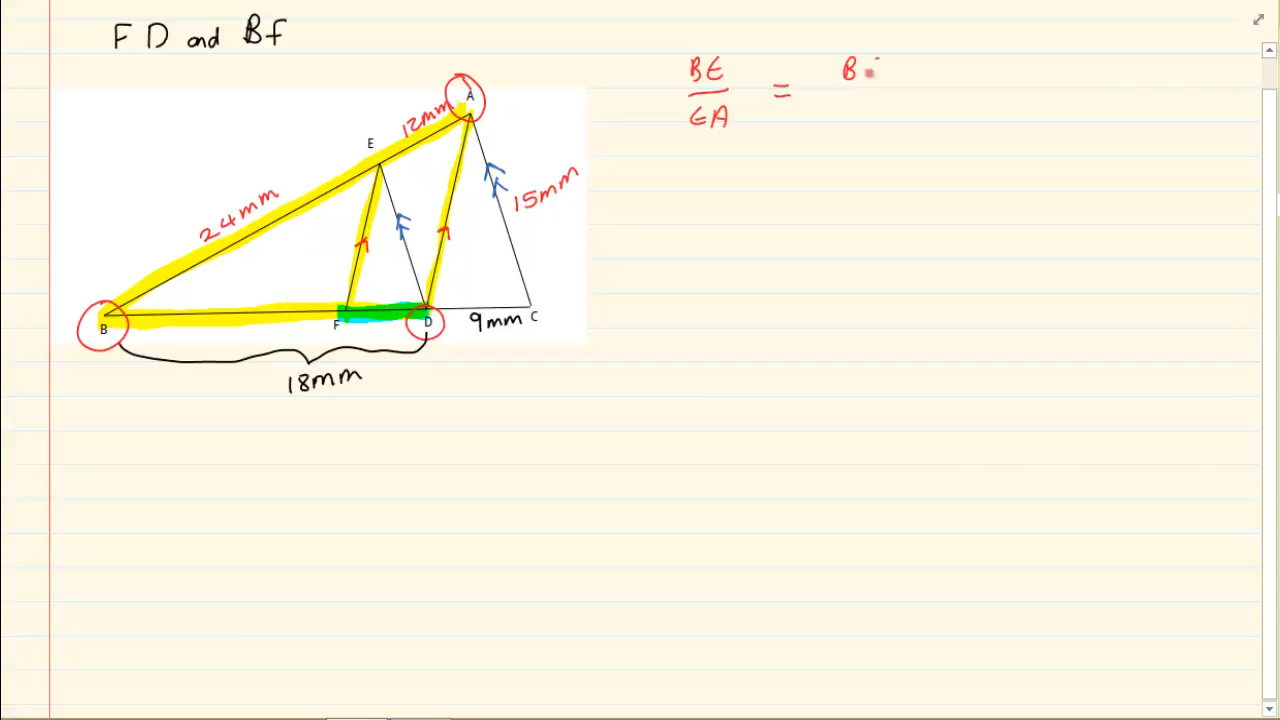 FD and Bf
BE = B
EA
A
12mm
E
24mm
15mm
B
F
D
9mm
C
18mm